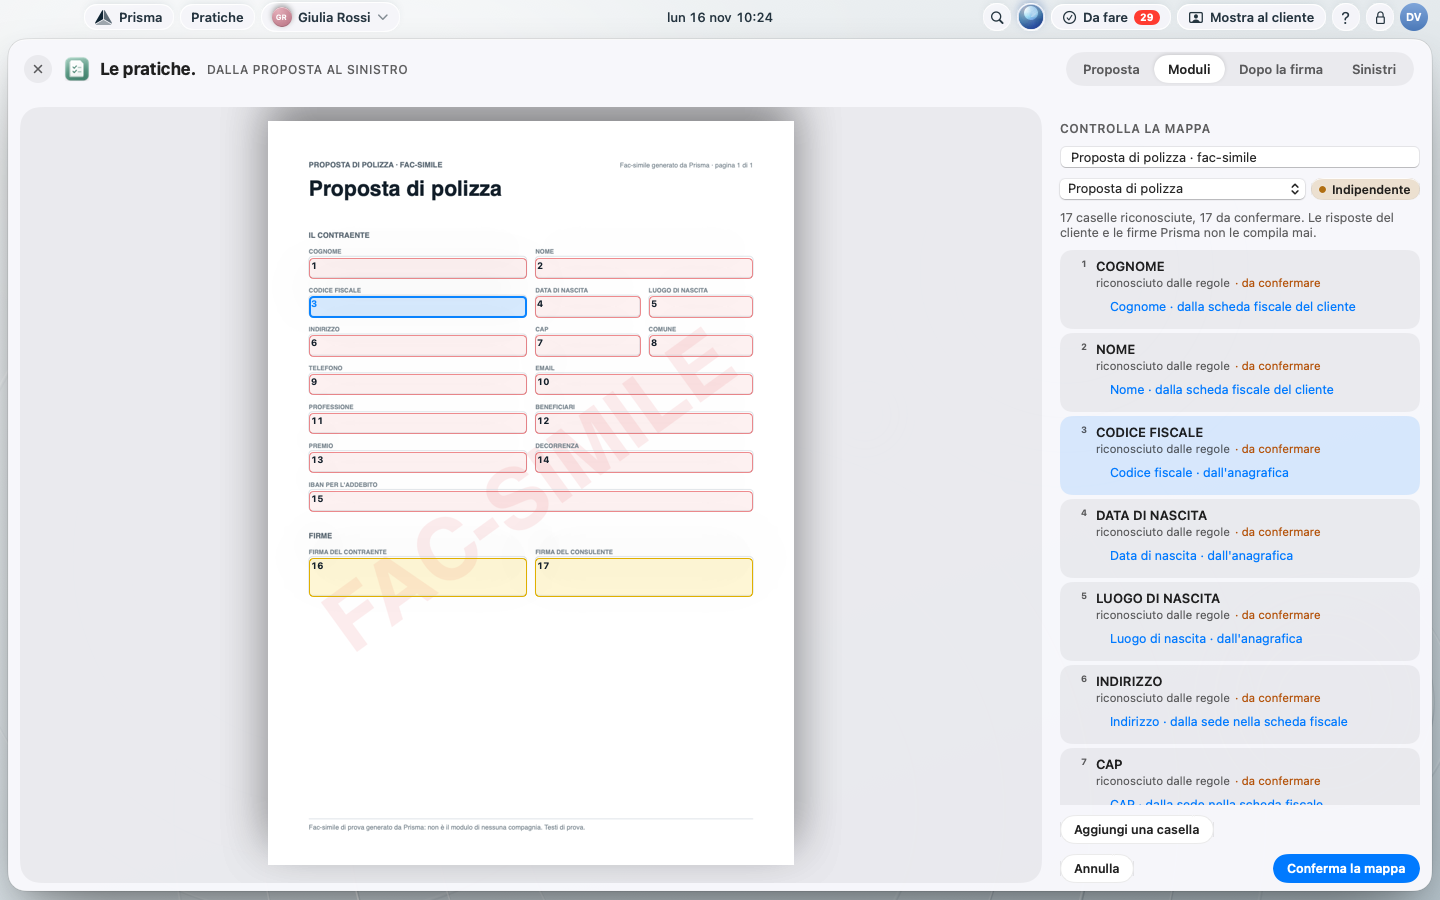 Prisma
Pratiche
GR Giulia Rossi
lun 16 nov 10:24
Da fare 29
Mostra al cliente
?
DV
Le pratiche. DALLA PROPOSTA AL SINISTRO
Proposta
Moduli
Dopo la firma
Sinistri
PROPOSTA DI POLIZZA · FAC-SIMILE
Fac-simile generato da Prisma · pagina 1 di 1
Proposta di polizza
IL CONTRAENTE
COGNOME
NOME
1
2
CODICE FISCALE
DATA DI NASCITA
LUOGO DI NASCITA
3
4
5
INDIRIZZO
CAP
COMUNE
6
7
8
TELEFONO
EMAIL
9
10
PROFESSIONE
BENEFICIARI
11
12
PREMIO
DECORRENZA
13
14
IBAN PER L'ADDEBITO
15
FIRME
FIRMA DEL CONTRAENTE
FIRMA DEL CONSULENTE
16
17
FAC-SIMILE
Fac-simile di prova generato da Prisma: non è il modulo di nessuna compagnia. Testi di prova.
CONTROLLA LA MAPPA
Proposta di polizza · fac-simile
Proposta di polizza
Indipendente
17 caselle riconosciute, 17 da confermare. Le risposte del
cliente e le firme Prisma non le compila mai.
1 COGNOME
riconosciuto dalle regole · da confermare
Cognome · dalla scheda fiscale del cliente
2 NOME
riconosciuto dalle regole · da confermare
Nome · dalla scheda fiscale del cliente
3 CODICE FISCALE
riconosciuto dalle regole · da confermare
Codice fiscale · dall'anagrafica
4 DATA DI NASCITA
riconosciuto dalle regole · da confermare
Data di nascita · dall'anagrafica
5 LUOGO DI NASCITA
riconosciuto dalle regole · da confermare
Luogo di nascita · dall'anagrafica
6 INDIRIZZO
riconosciuto dalle regole · da confermare
Indirizzo · dalla sede nella scheda fiscale
7 CAP
riconosciuto dalle regole · da confermare
CAP · dalla sede nella scheda fiscale
Aggiungi una casella
Annulla
Conferma la mappa